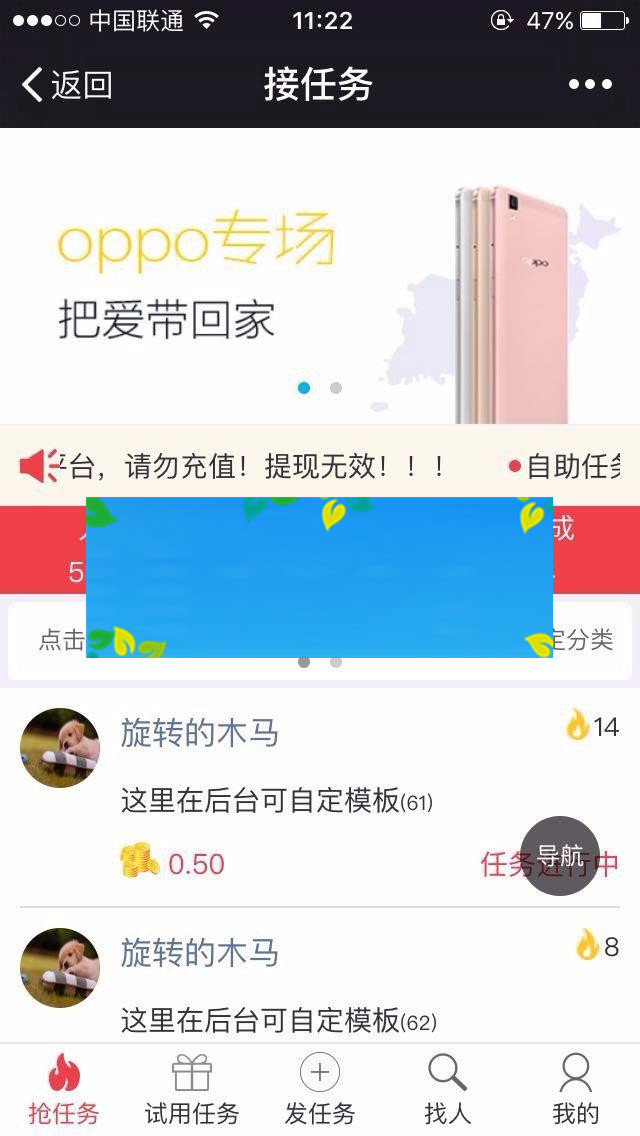 中国联通 11:22 47%
返回 接任务
oppo专场
把爱带回家
oppo
平台，请勿充值！提现无效！！！ 自助任务
成
5
点击 定分类
旋转的木马 14
这里在后台可自定模板(61)
0.50 任务进行中
导航
旋转的木马 8
这里在后台可自定模板(62)
抢任务 试用任务 发任务 找人 我的